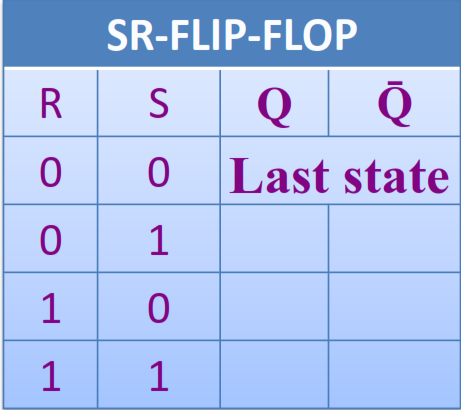 SR-FLIP-FLOP
R S Q Q̄
0 0 Last state
0 1
1 0
1 1